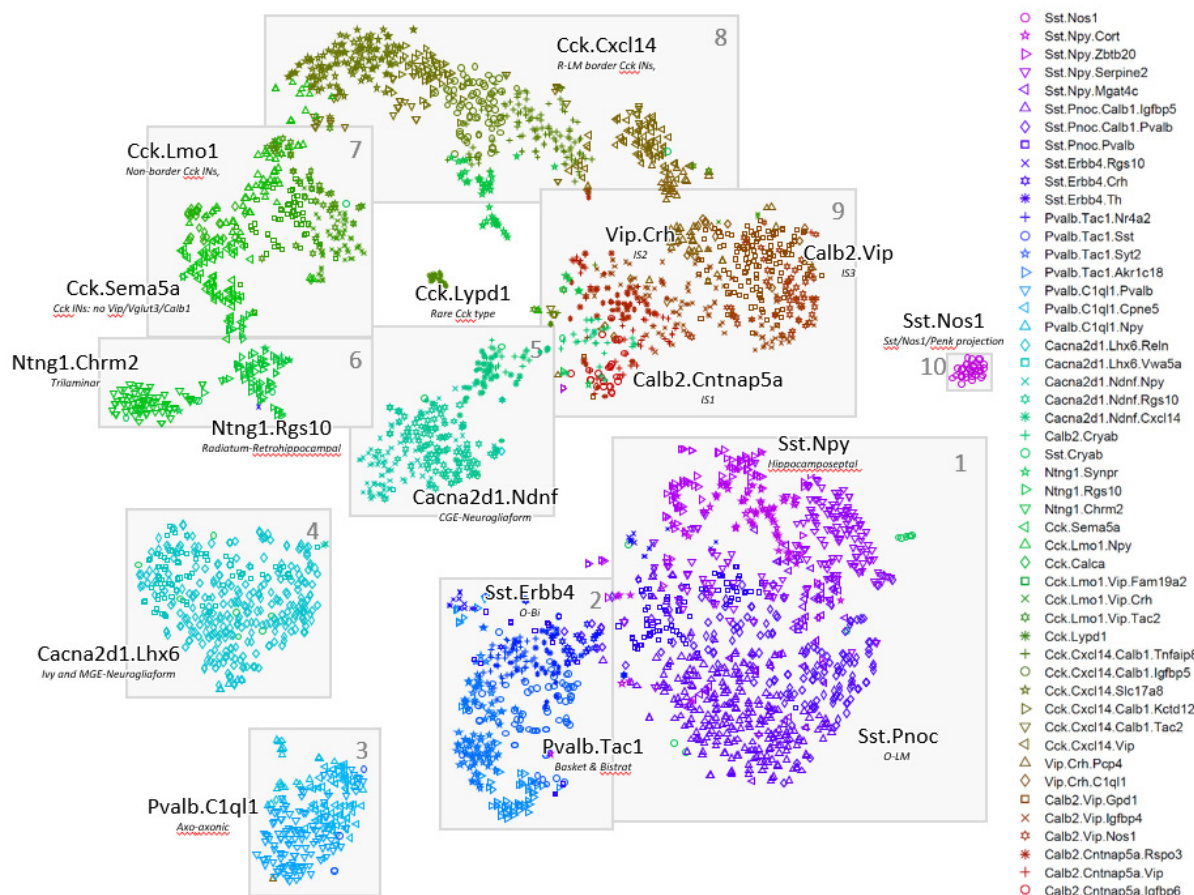 8
Cck.Cxcl14
R-LM border Cck INs,
7
Cck.Lmo1
Non-border Cck INs,
9
Vip.Crh
IS2
Calb2.Vip
IS3
Cck.Sema5a
Cck INs: no Vip/Vglut3/Calb1
Cck.Lypd1
Rare Cck type
Sst.Nos1
Sst/Nos1/Penk projection
10
6
Ntng1.Chrm2
Trilaminar
5
Calb2.Cntnap5a
IS1
Ntng1.Rgs10
Radiatum-Retrohippocampal
Sst.Npy
Hippocamposeptal
1
Cacna2d1.Ndnf
CGE-Neurogliaform
4
Sst.Erbb4
O-Bi
2
Cacna2d1.Lhx6
Ivy and MGE-Neurogliaform
Sst.Pnoc
O-LM
3
Pvalb.Tac1
Basket & Bistrat
Pvalb.C1ql1
Axo-axonic
Sst.Nos1
Sst.Npy.Cort
Sst.Npy.Zbtb20
Sst.Npy.Serpine2
Sst.Npy.Mgat4c
Sst.Pnoc.Calb1.Igfbp5
Sst.Pnoc.Calb1.Pvalb
Sst.Pnoc.Pvalb
Sst.Erbb4.Rgs10
Sst.Erbb4.Crh
Sst.Erbb4.Th
Pvalb.Tac1.Nr4a2
Pvalb.Tac1.Sst
Pvalb.Tac1.Syt2
Pvalb.Tac1.Akr1c18
Pvalb.C1ql1.Pvalb
Pvalb.C1ql1.Cpne5
Pvalb.C1ql1.Npy
Cacna2d1.Lhx6.Reln
Cacna2d1.Lhx6.Vwa5a
Cacna2d1.Ndnf.Npy
Cacna2d1.Ndnf.Rgs10
Cacna2d1.Ndnf.Cxcl14
Calb2.Cryab
Sst.Cryab
Ntng1.Synpr
Ntng1.Rgs10
Ntng1.Chrm2
Cck.Sema5a
Cck.Lmo1.Npy
Cck.Calca
Cck.Lmo1.Vip.Fam19a2
Cck.Lmo1.Vip.Crh
Cck.Lmo1.Vip.Tac2
Cck.Lypd1
Cck.Cxcl14.Calb1.Tnfaip8
Cck.Cxcl14.Calb1.Igfbp5
Cck.Cxcl14.Slc17a8
Cck.Cxcl14.Calb1.Kctd12
Cck.Cxcl14.Calb1.Tac2
Cck.Cxcl14.Vip
Vip.Crh.Pcp4
Vip.Crh.C1ql1
Calb2.Vip.Gpd1
Calb2.Vip.Igfbp4
Calb2.Vip.Nos1
Calb2.Cntnap5a.Rspo3
Calb2.Cntnap5a.Vip
Calb2.Cntnap5a.Igfbp6